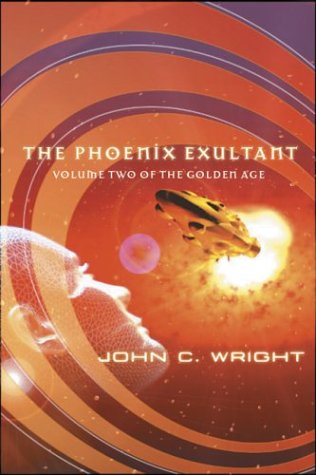 THE PHOENIX EXULTANT
VOLUME TWO OF THE GOLDEN AGE
JOHN C. WRIGHT